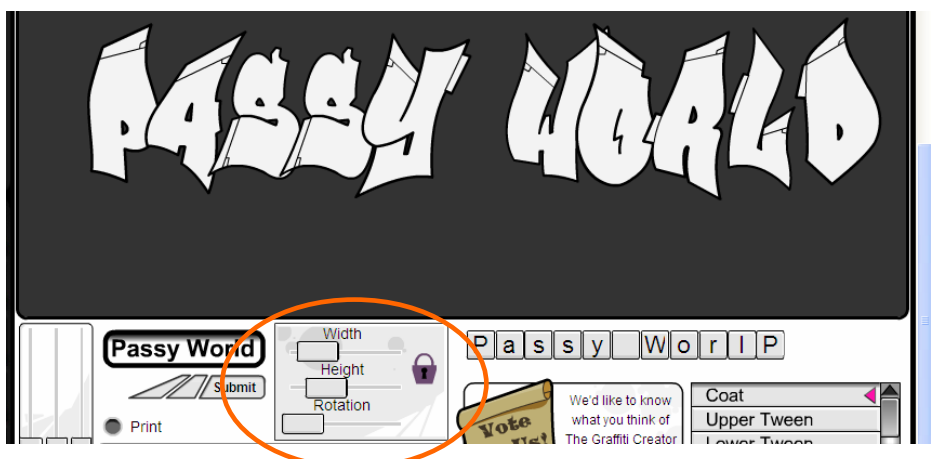 PASSY WORLD
Passy World
Submit
Print
Width
Height
Rotation
P a s s y W o r l P
Vote
Us!
We'd like to know
what you think of
The Graffiti Creator
Coat
Upper Tween
Lower Tween